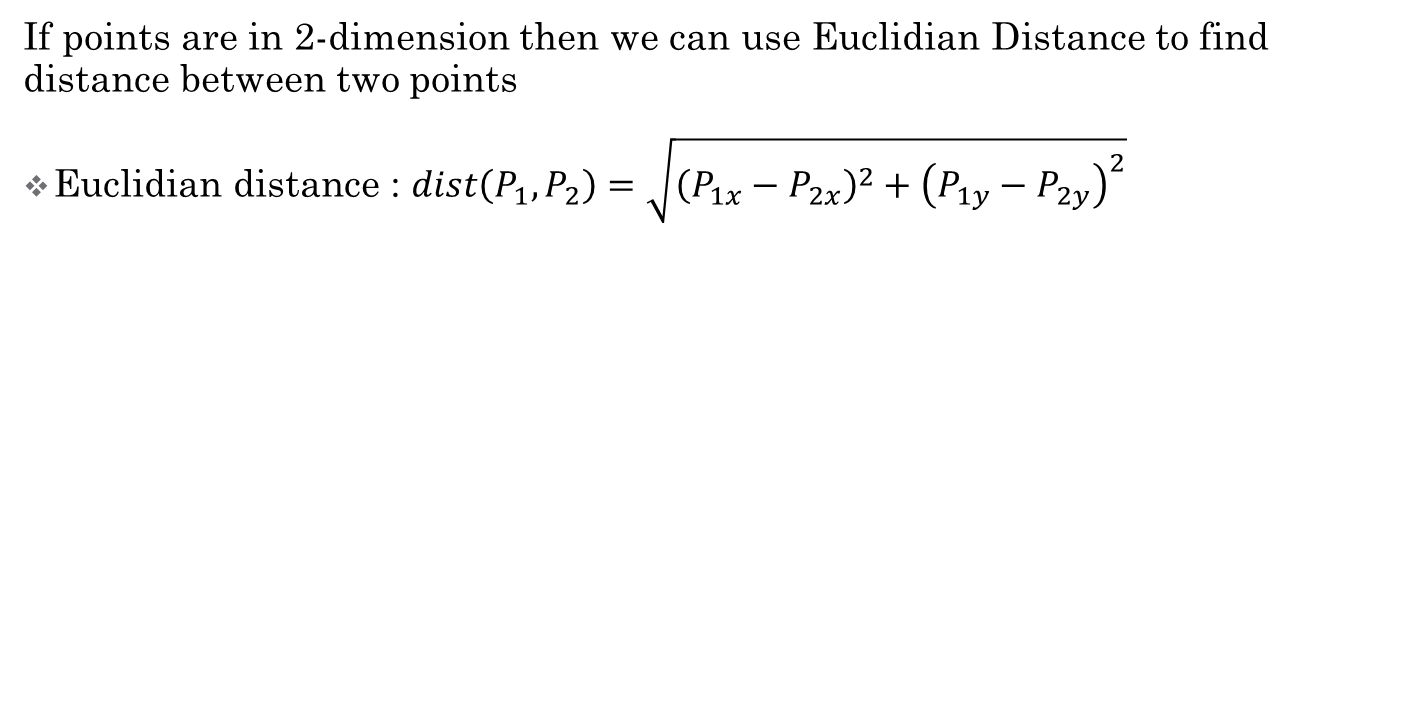 If points are in 2-dimension then we can use Euclidian Distance to find
distance between two points
❖ Euclidian distance : dist(P₁, P₂) = √((P₁ₓ − P₂ₓ)² + (P₁y − P₂y)²)